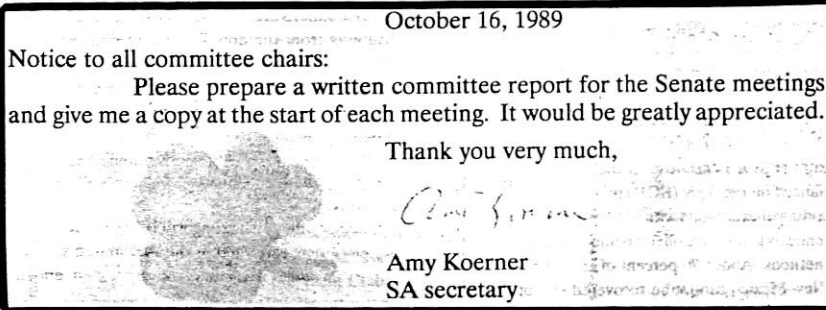 October 16, 1989
Notice to all committee chairs:
Please prepare a written committee report for the Senate meetings
and give me a copy at the start of each meeting. It would be greatly appreciated.
Thank you very much,
Amy Koerner
SA secretary